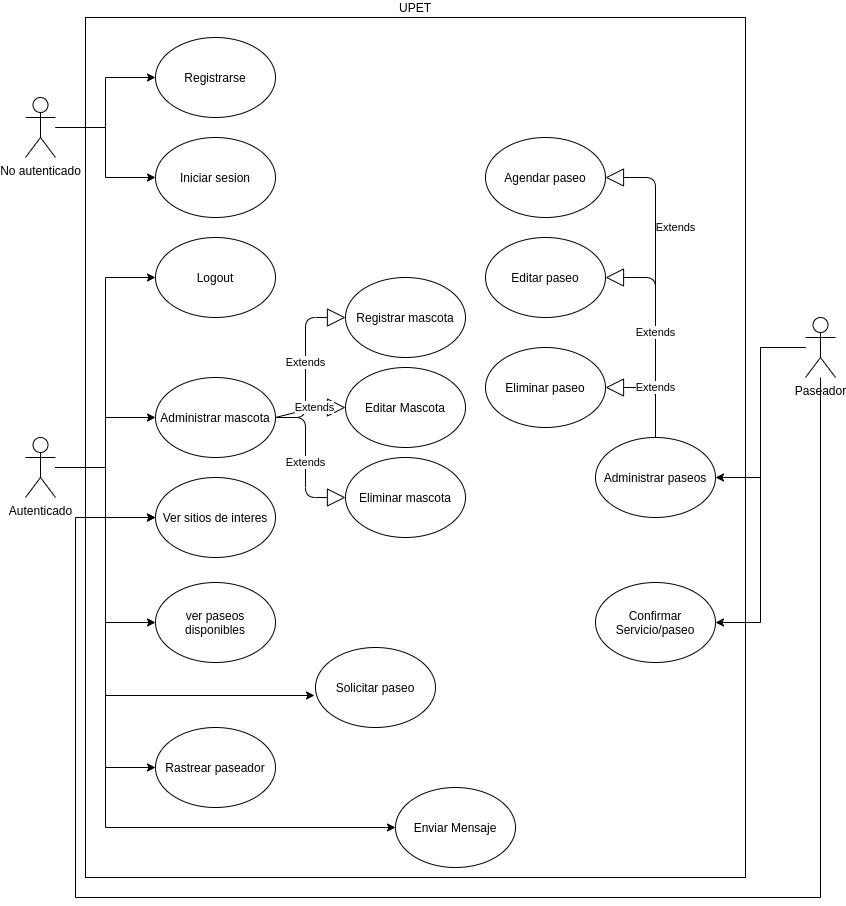 UPET
Registrarse
No autenticado
Iniciar sesion
Agendar paseo
Extends
Logout
Editar paseo
Registrar mascota
Extends
Extends
Paseador
Eliminar paseo
Extends
Administrar mascota
Extends
Editar Mascota
Extends
Administrar paseos
Eliminar mascota
Autenticado
Ver sitios de interes
ver paseos
disponibles
Confirmar
Servicio/paseo
Solicitar paseo
Rastrear paseador
Enviar Mensaje